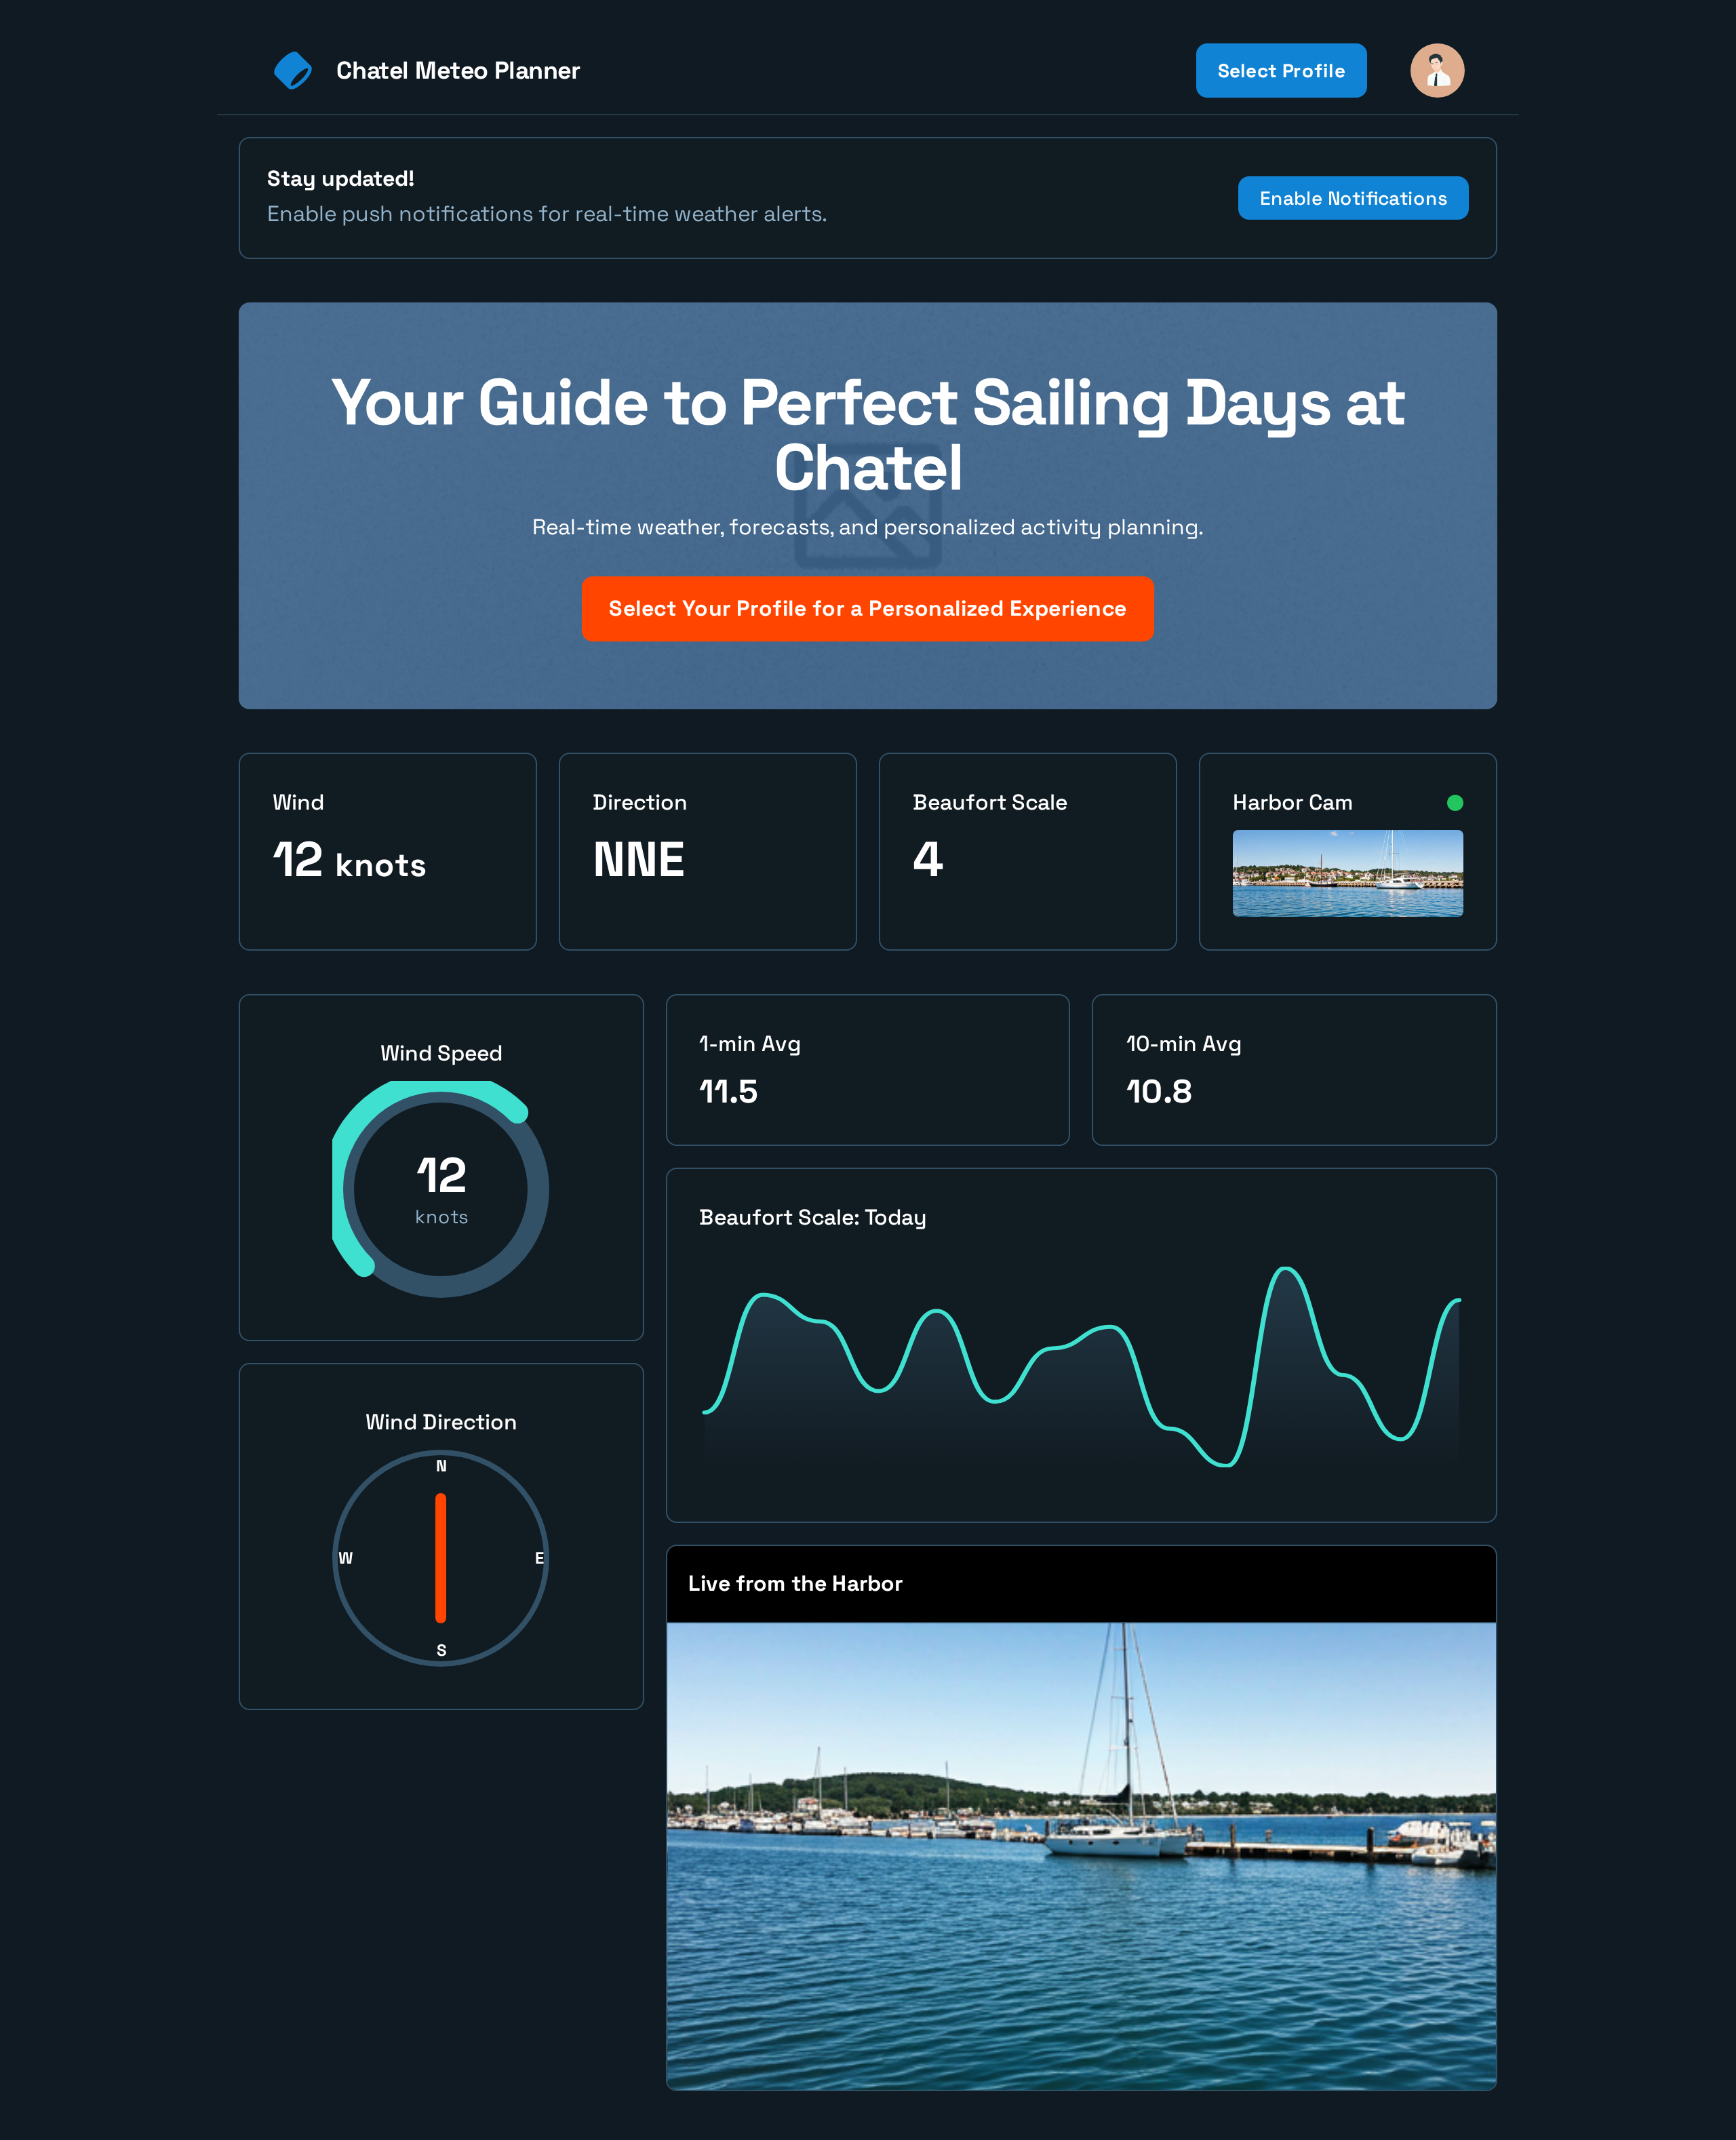 Chatel Meteo Planner
Select Profile
Stay updated!
Enable push notifications for real-time weather alerts.
Enable Notifications
Your Guide to Perfect Sailing Days at
Chatel
Real-time weather, forecasts, and personalized activity planning.
Select Your Profile for a Personalized Experience
Wind
12 knots
Direction
NNE
Beaufort Scale
4
Harbor Cam
Wind Speed
12
knots
1-min Avg
11.5
10-min Avg
10.8
Beaufort Scale: Today
Wind Direction
N
W
E
S
Live from the Harbor